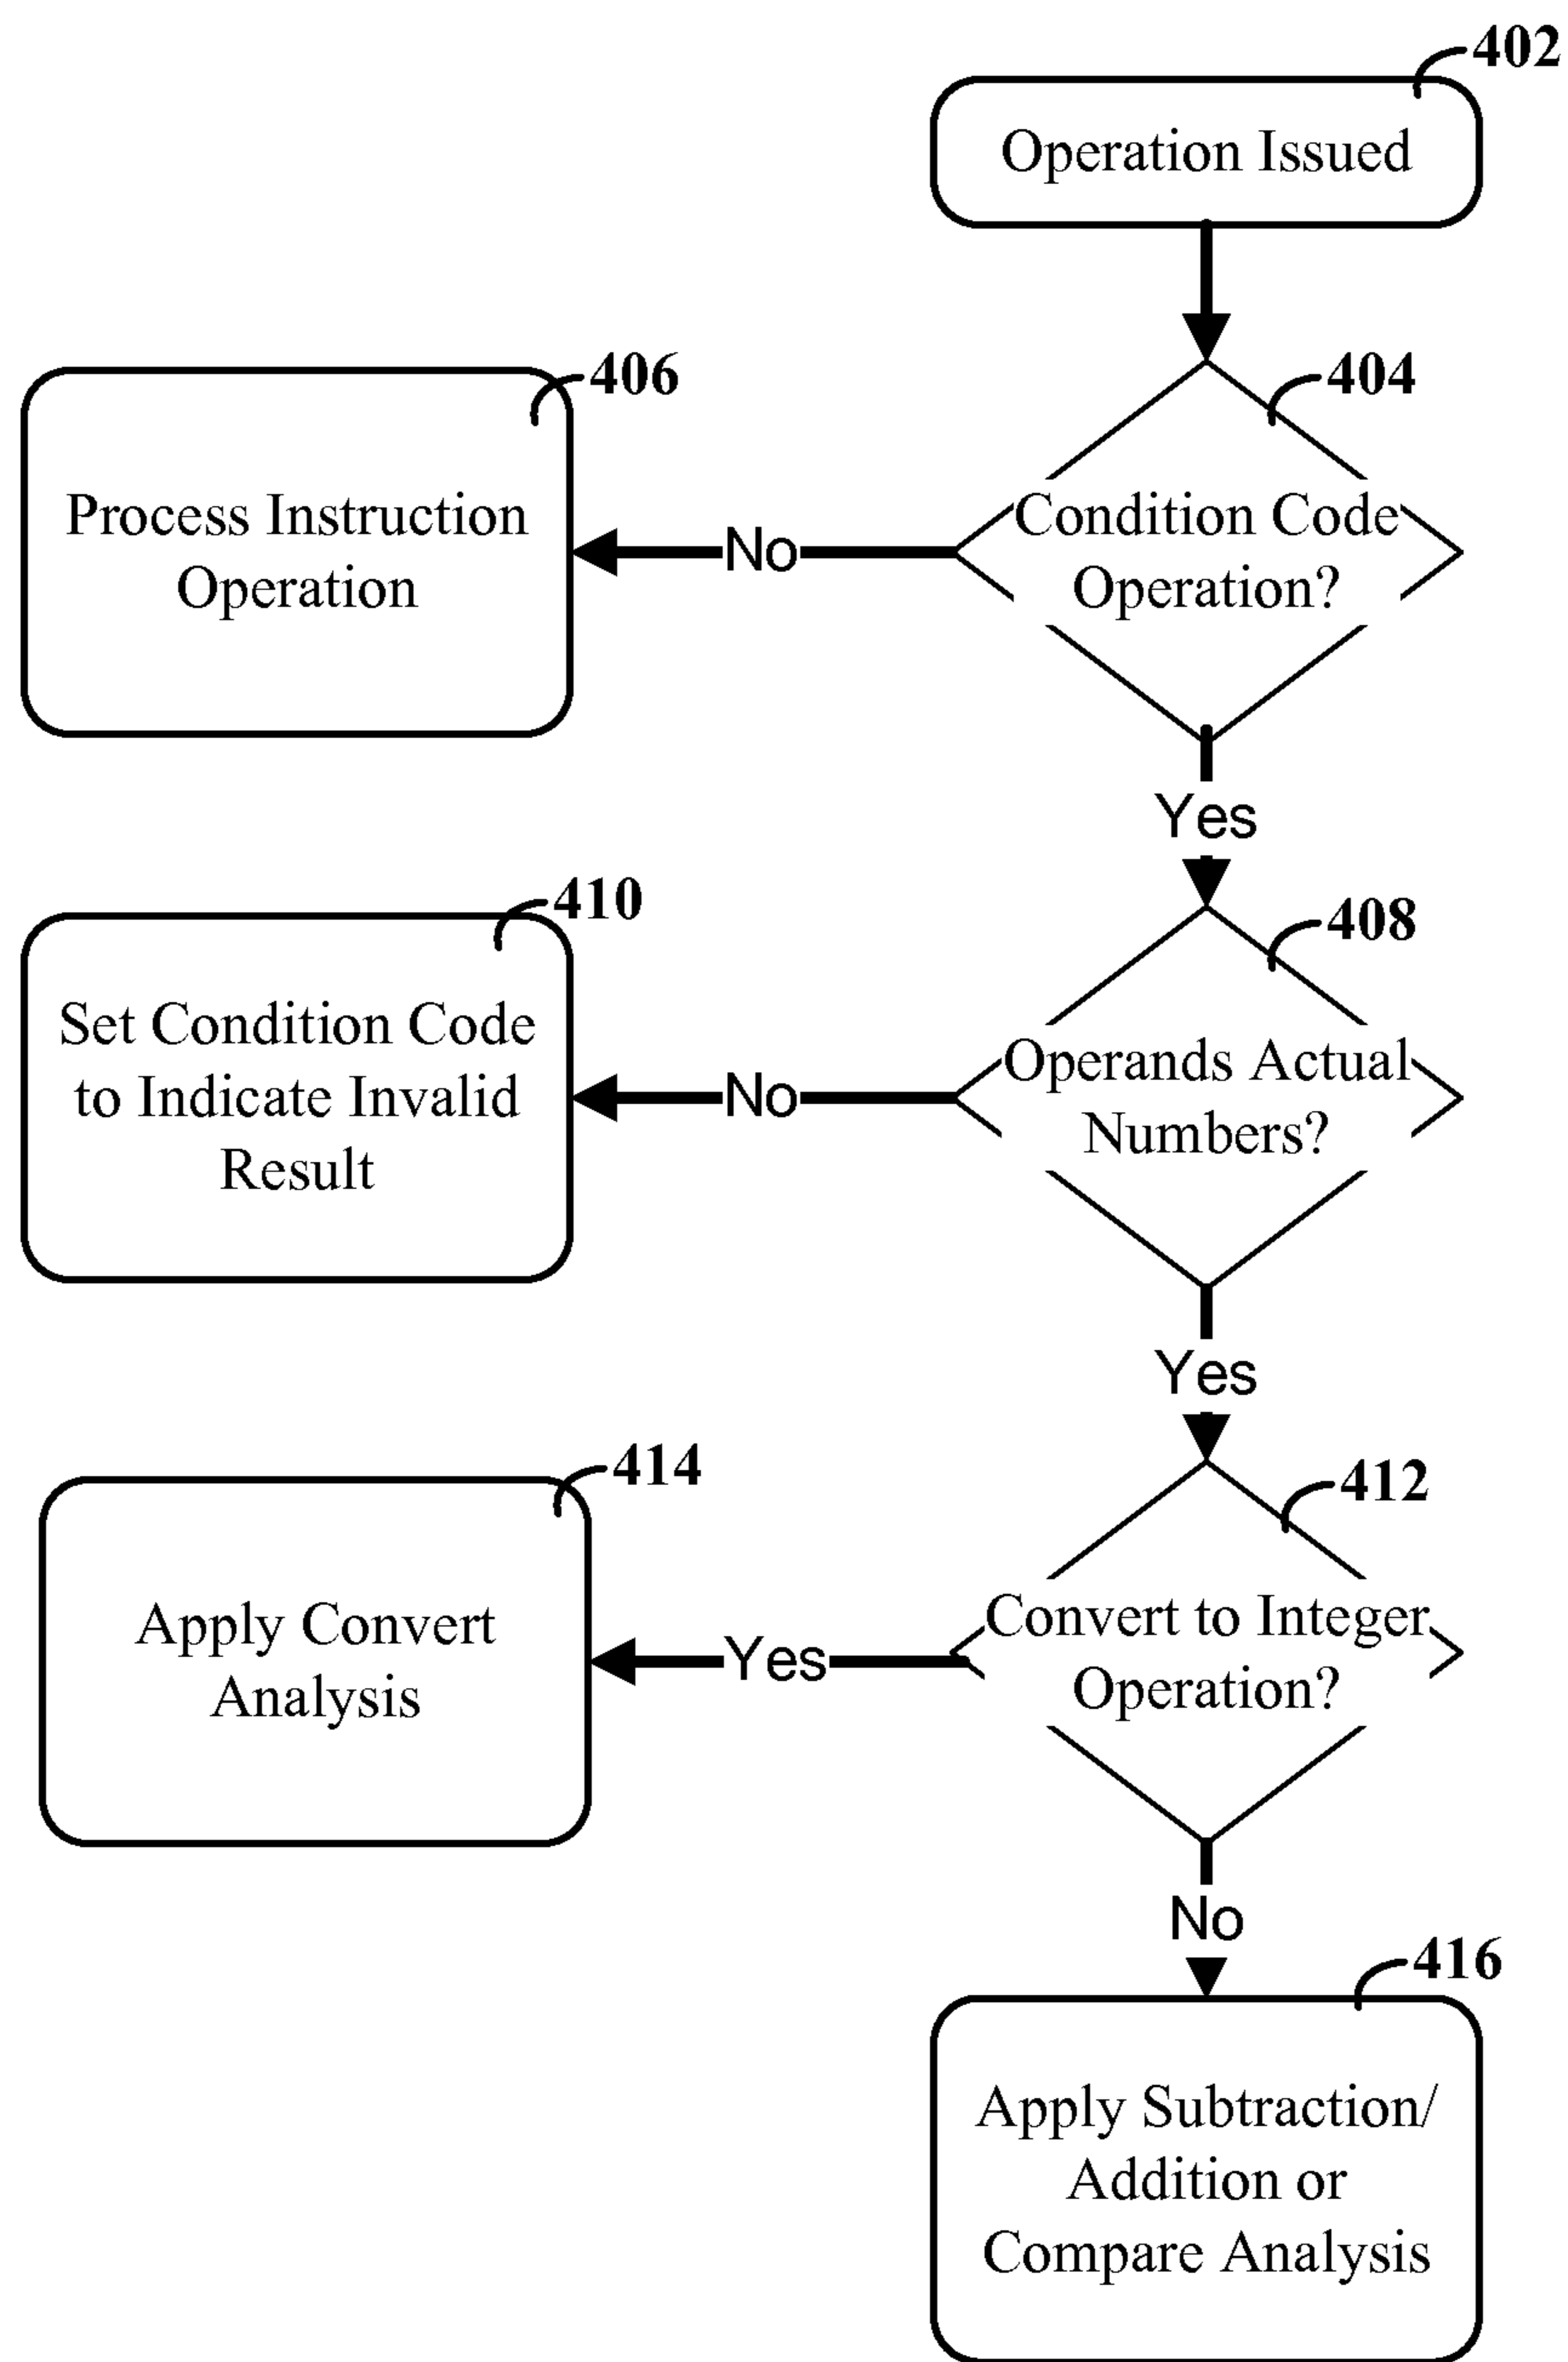 402
Operation Issued
406
404
Process Instruction
Operation
No
Condition Code
Operation?
Yes
410
408
Set Condition Code
to Indicate Invalid
Result
No
Operands Actual
Numbers?
Yes
414
412
Apply Convert
Analysis
Yes
Convert to Integer
Operation?
No
416
Apply Subtraction/
Addition or
Compare Analysis